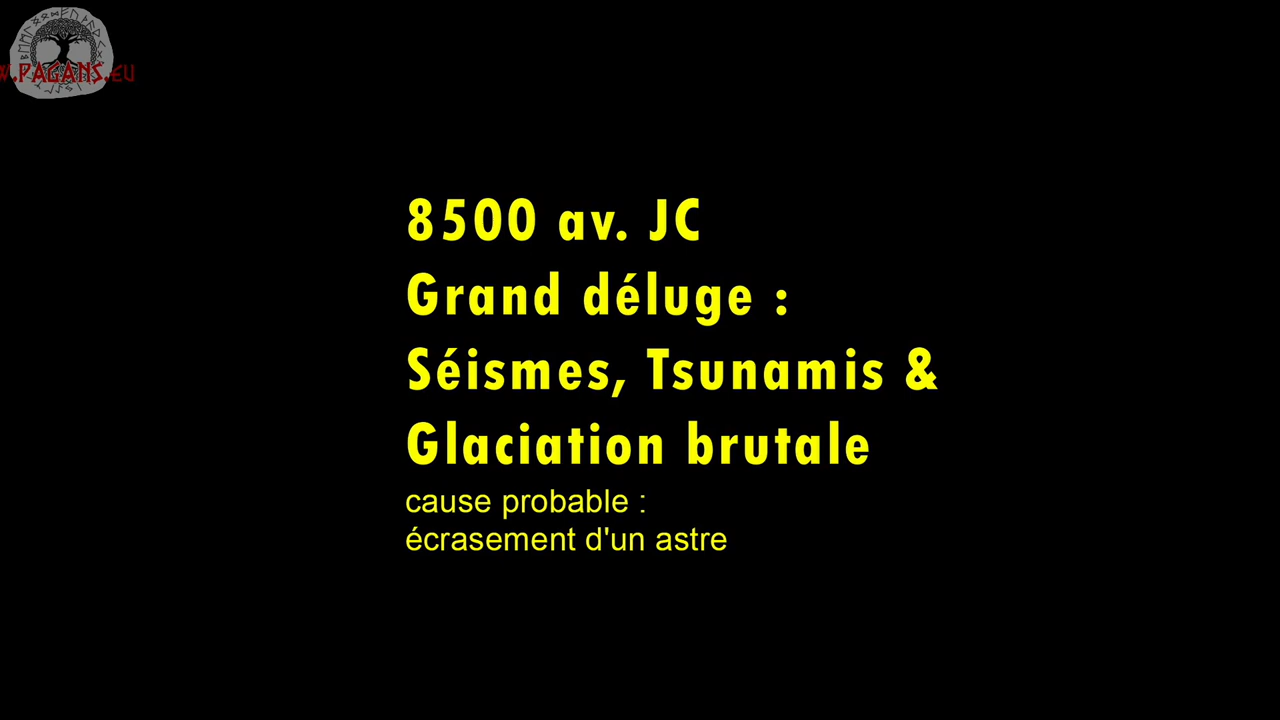 W.PAGANS.EU
8500 av. JC
Grand déluge :
Séismes, Tsunamis &
Glaciation brutale
cause probable :
écrasement d'un astre